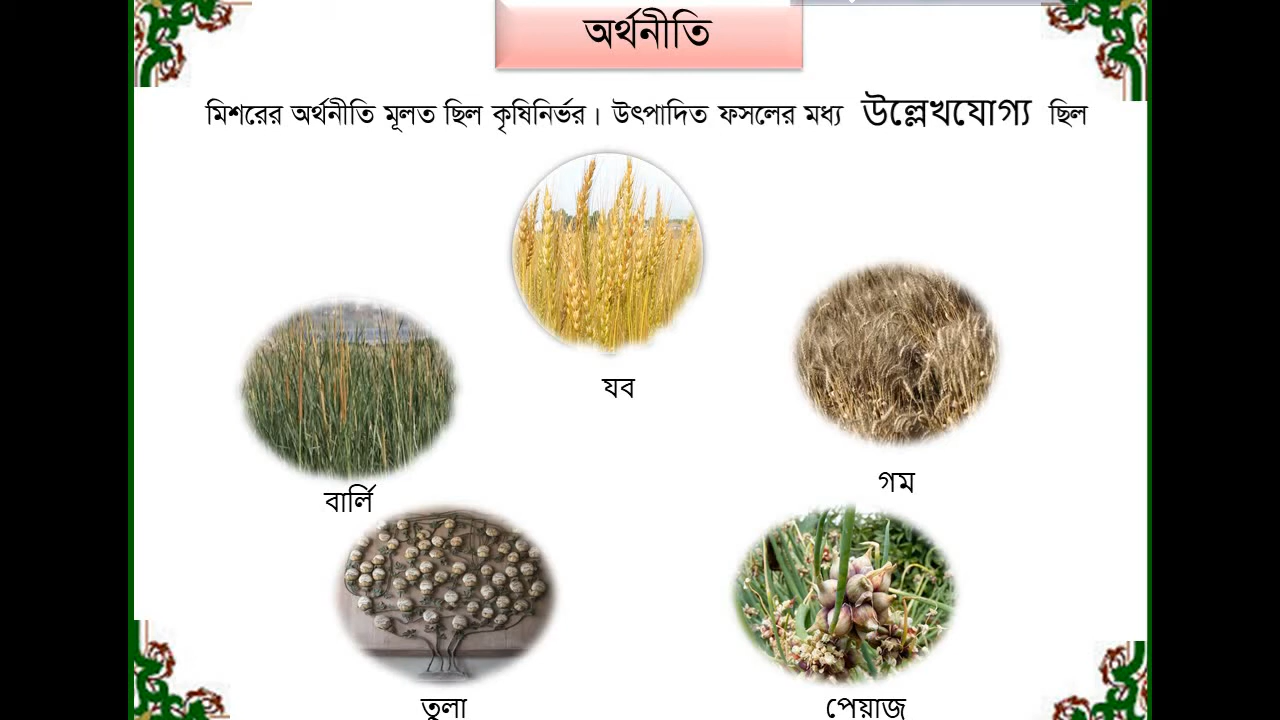 অর্থনীতি
মিশরের অর্থনীতি মূলত ছিল কৃষিনির্ভর। উৎপাদিত ফসলের মধ্য উল্লেখযোগ্য ছিল
যব
গম
বার্লি
তুলা
পেয়াজ